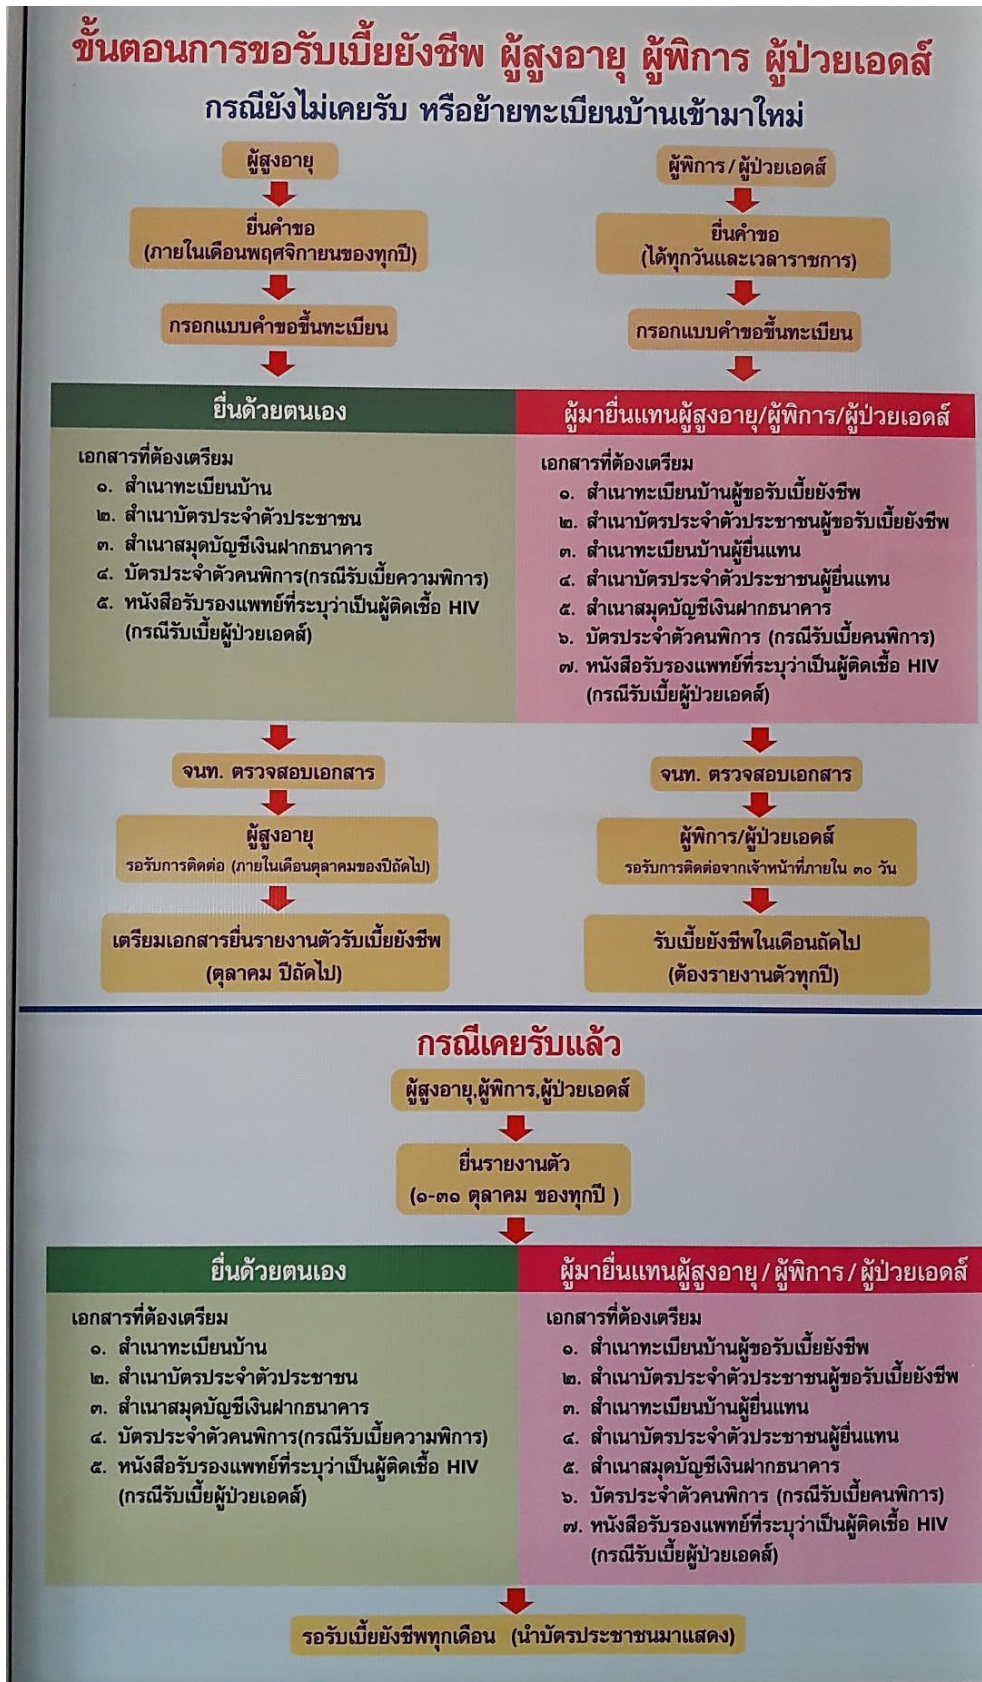 ขั้นตอนการขอรับเบี้ยยังชีพ ผู้สูงอายุ ผู้พิการ ผู้ป่วยเอดส์
กรณียังไม่เคยรับ หรือย้ายทะเบียนบ้านเข้ามาใหม่
ผู้สูงอายุ
ยื่นคำขอ
(ภายในเดือนพฤศจิกายนของทุกปี)
กรอกแบบคำขอขึ้นทะเบียน
ผู้พิการ/ผู้ป่วยเอดส์
ยื่นคำขอ
(ได้ทุกวันและเวลาราชการ)
กรอกแบบคำขอขึ้นทะเบียน
ยื่นด้วยตนเอง
เอกสารที่ต้องเตรียม
๑. สำเนาทะเบียนบ้าน
๒. สำเนาบัตรประจำตัวประชาชน
๓. สำเนาสมุดบัญชีเงินฝากธนาคาร
๔. บัตรประจำตัวคนพิการ(กรณีรับเบี้ยความพิการ)
๕. หนังสือรับรองแพทย์ที่ระบุว่าเป็นผู้ติดเชื้อ HIV
(กรณีรับเบี้ยผู้ป่วยเอดส์)
ผู้มายื่นแทนผู้สูงอายุ/ผู้พิการ/ผู้ป่วยเอดส์
เอกสารที่ต้องเตรียม
๑. สำเนาทะเบียนบ้านผู้ขอรับเบี้ยยังชีพ
๒. สำเนาบัตรประจำตัวประชาชนผู้ขอรับเบี้ยยังชีพ
๓. สำเนาทะเบียนบ้านผู้ยื่นแทน
๔. สำเนาบัตรประจำตัวประชาชนผู้ยื่นแทน
๕. สำเนาสมุดบัญชีเงินฝากธนาคาร
๖. บัตรประจำตัวคนพิการ (กรณีรับเบี้ยคนพิการ)
๗. หนังสือรับรองแพทย์ที่ระบุว่าเป็นผู้ติดเชื้อ HIV
(กรณีรับเบี้ยผู้ป่วยเอดส์)
จนท. ตรวจสอบเอกสาร
ผู้สูงอายุ
รอรับการติดต่อ (ภายในเดือนตุลาคมของปีถัดไป)
เตรียมเอกสารยื่นรายงานตัวรับเบี้ยยังชีพ
(ตุลาคม ปีถัดไป)
จนท. ตรวจสอบเอกสาร
ผู้พิการ/ผู้ป่วยเอดส์
รอรับการติดต่อจากเจ้าหน้าที่ภายใน ๓๐ วัน
รับเบี้ยยังชีพในเดือนถัดไป
(ต้องรายงานตัวทุกปี)
กรณีเคยรับแล้ว
ผู้สูงอายุ,ผู้พิการ,ผู้ป่วยเอดส์
ยื่นรายงานตัว
(๑-๓๑ ตุลาคม ของทุกปี )
ยื่นด้วยตนเอง
เอกสารที่ต้องเตรียม
๑. สำเนาทะเบียนบ้าน
๒. สำเนาบัตรประจำตัวประชาชน
๓. สำเนาสมุดบัญชีเงินฝากธนาคาร
๔. บัตรประจำตัวคนพิการ(กรณีรับเบี้ยความพิการ)
๕. หนังสือรับรองแพทย์ที่ระบุว่าเป็นผู้ติดเชื้อ HIV
(กรณีรับเบี้ยผู้ป่วยเอดส์)
ผู้มายื่นแทนผู้สูงอายุ/ผู้พิการ/ผู้ป่วยเอดส์
เอกสารที่ต้องเตรียม
๑. สำเนาทะเบียนบ้านผู้ขอรับเบี้ยยังชีพ
๒. สำเนาบัตรประจำตัวประชาชนผู้ขอรับเบี้ยยังชีพ
๓. สำเนาทะเบียนบ้านผู้ยื่นแทน
๔. สำเนาบัตรประจำตัวประชาชนผู้ยื่นแทน
๕. สำเนาสมุดบัญชีเงินฝากธนาคาร
๖. บัตรประจำตัวคนพิการ (กรณีรับเบี้ยคนพิการ)
๗. หนังสือรับรองแพทย์ที่ระบุว่าเป็นผู้ติดเชื้อ HIV
(กรณีรับเบี้ยผู้ป่วยเอดส์)
รอรับเบี้ยยังชีพทุกเดือน (นำบัตรประชาชนมาแสดง)